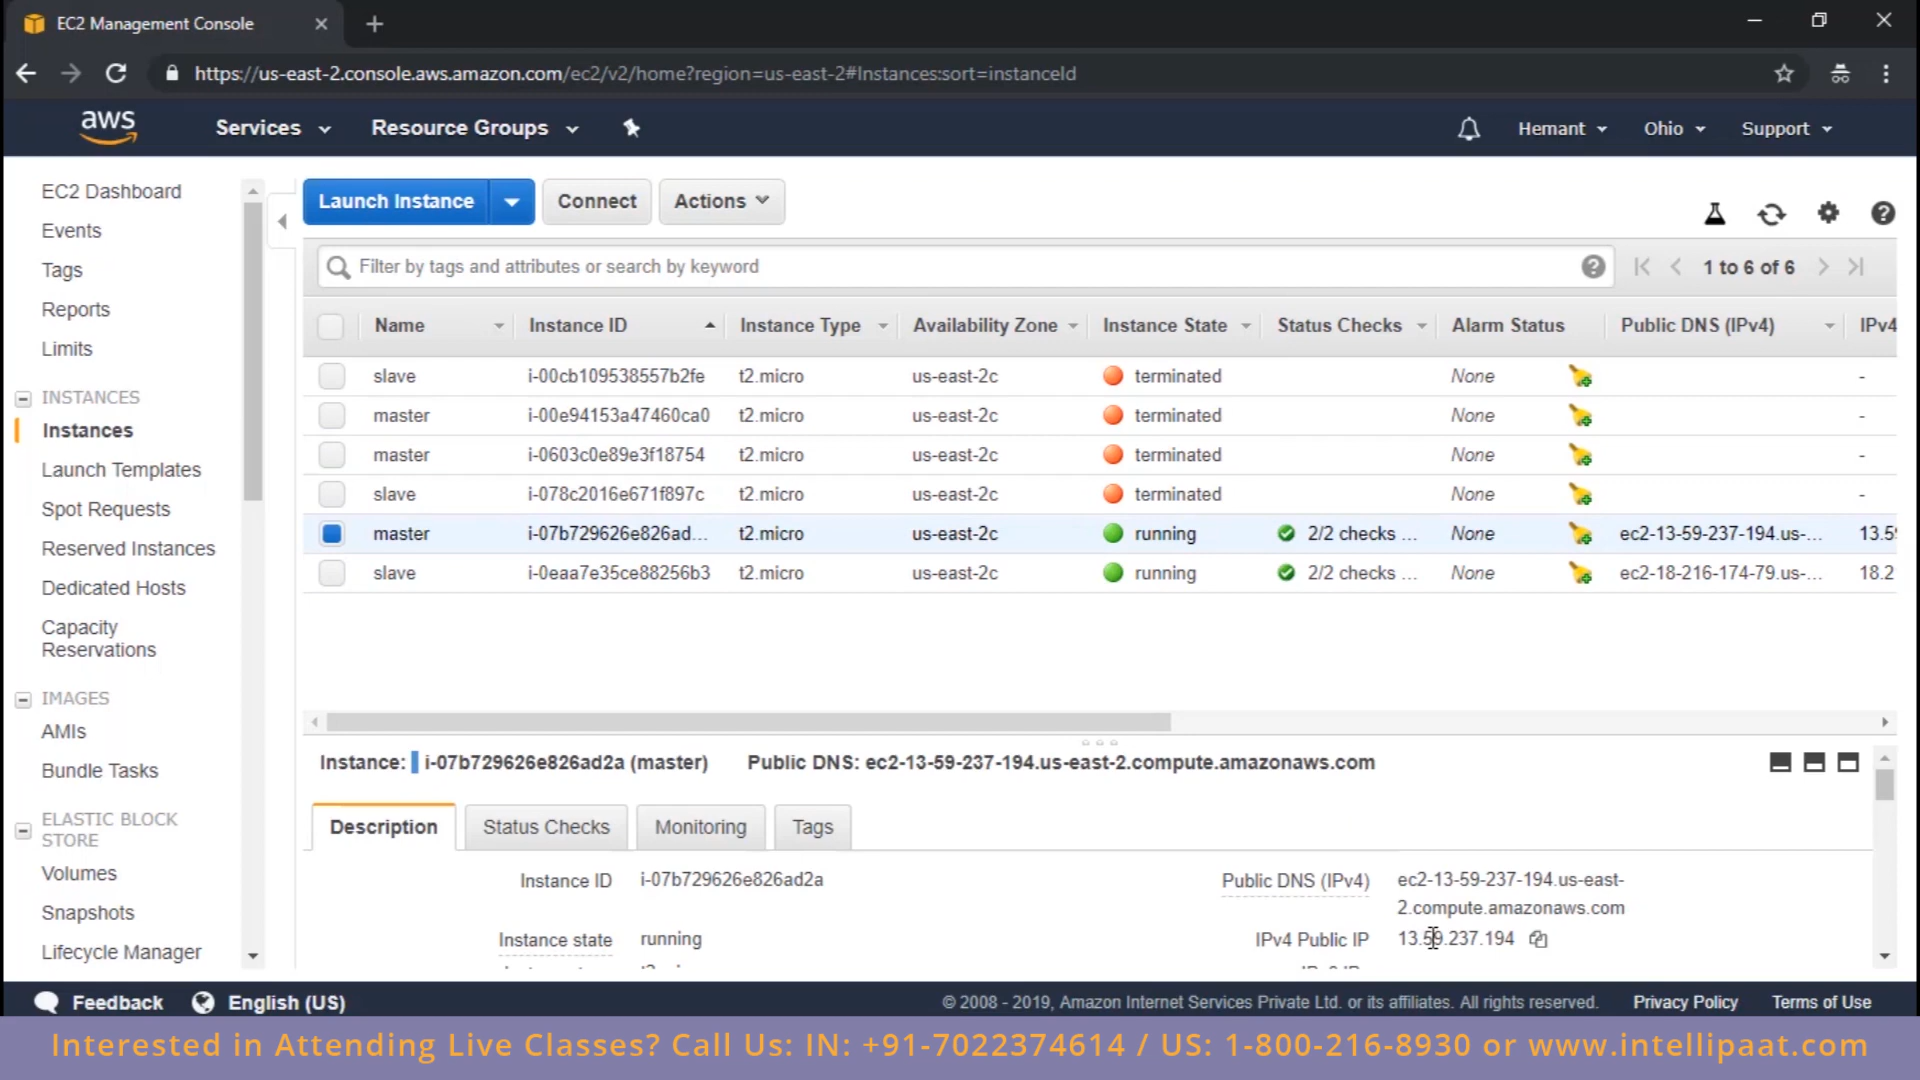 EC2 Management Console
https://us-east-2.console.aws.amazon.com/ec2/v2/home?region=us-east-2#Instances:sort=instanceId
aws Services Resource Groups Hemant Ohio Support
EC2 Dashboard
Events
Tags
Reports
Limits
INSTANCES
Instances
Launch Templates
Spot Requests
Reserved Instances
Dedicated Hosts
Capacity
Reservations
IMAGES
AMIs
Bundle Tasks
ELASTIC BLOCK
STORE
Volumes
Snapshots
Lifecycle Manager
Launch Instance Connect Actions
Filter by tags and attributes or search by keyword 1 to 6 of 6
Name Instance ID Instance Type Availability Zone Instance State Status Checks Alarm Status Public DNS (IPv4) IPv4
slave i-00cb109538557b2fe t2.micro us-east-2c terminated None -
master i-00e94153a47460ca0 t2.micro us-east-2c terminated None -
master i-0603c0e89e3f18754 t2.micro us-east-2c terminated None -
slave i-078c2016e671f897c t2.micro us-east-2c terminated None -
master i-07b729626e826ad... t2.micro us-east-2c running 2/2 checks ... None ec2-13-59-237-194.us-... 13.5
slave i-0eaa7e35ce88256b3 t2.micro us-east-2c running 2/2 checks ... None ec2-18-216-174-79.us-... 18.2
Instance: i-07b729626e826ad2a (master) Public DNS: ec2-13-59-237-194.us-east-2.compute.amazonaws.com
Description Status Checks Monitoring Tags
Instance ID i-07b729626e826ad2a Public DNS (IPv4) ec2-13-59-237-194.us-east-
2.compute.amazonaws.com
Instance state running IPv4 Public IP 13.59.237.194
Feedback English (US) © 2008 - 2019, Amazon Internet Services Private Ltd. or its affiliates. All rights reserved. Privacy Policy Terms of Use
Interested in Attending Live Classes? Call Us: IN: +91-7022374614 / US: 1-800-216-8930 or www.intellipaat.com